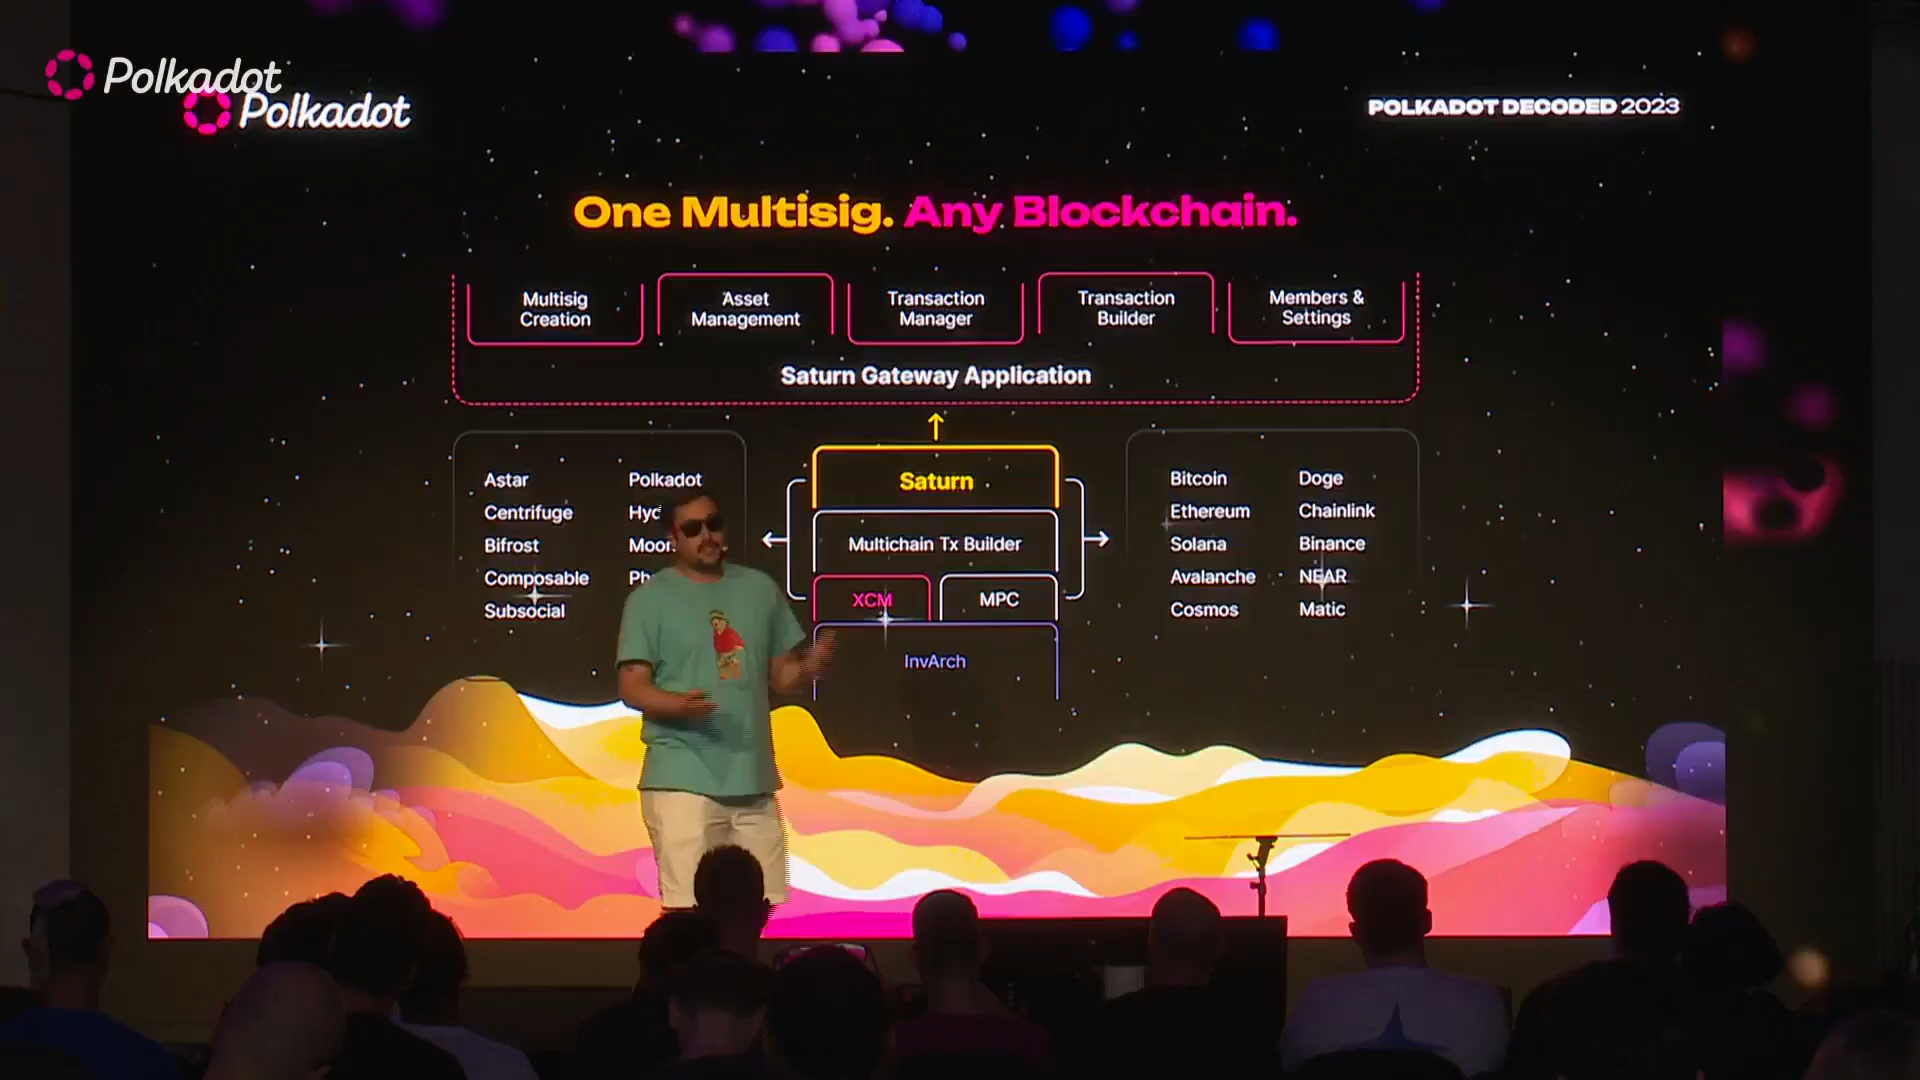 Polkadot
Polkadot
POLKADOT DECODED 2023
One Multisig. Any Blockchain.
Multisig
Creation
Asset
Management
Transaction
Manager
Transaction
Builder
Members &
Settings
Saturn Gateway Application
Astar
Centrifuge
Bifrost
Composable
Subsocial
Polkadot
Saturn
Multichain Tx Builder
XCM
MPC
InvArch
Bitcoin
Ethereum
Solana
Avalanche
Cosmos
Doge
Chainlink
Binance
NEAR
Matic